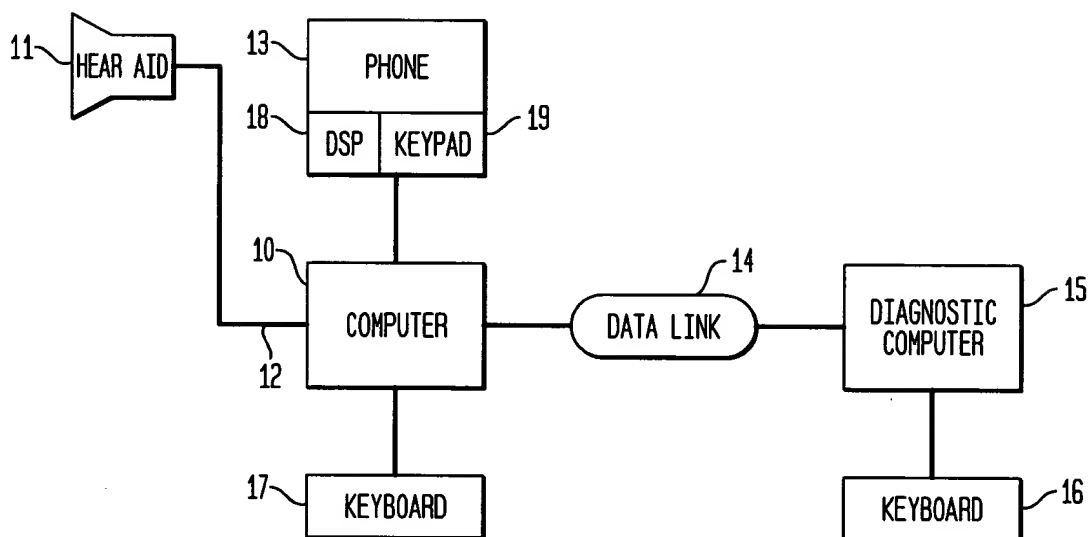 11
HEAR AID
13
PHONE
18
DSP
KEYPAD
19
10
COMPUTER
12
14
DATA LINK
15
DIAGNOSTIC
COMPUTER
17
KEYBOARD
KEYBOARD
16